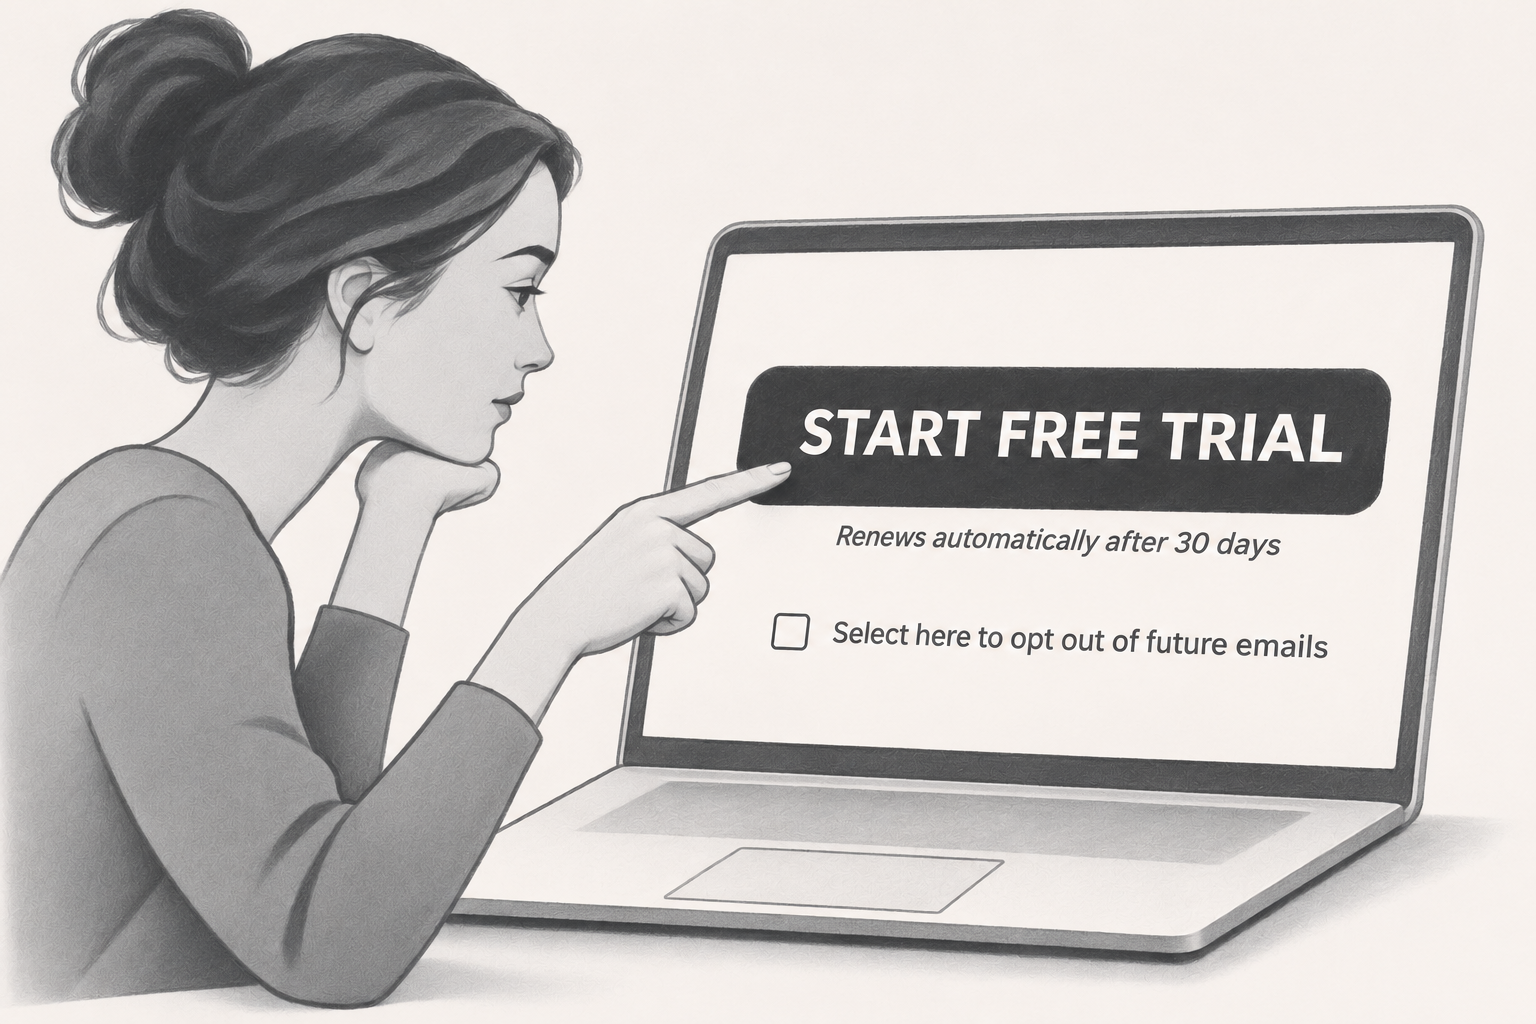 START FREE TRIAL
Renews automatically after 30 days
Select here to opt out of future emails